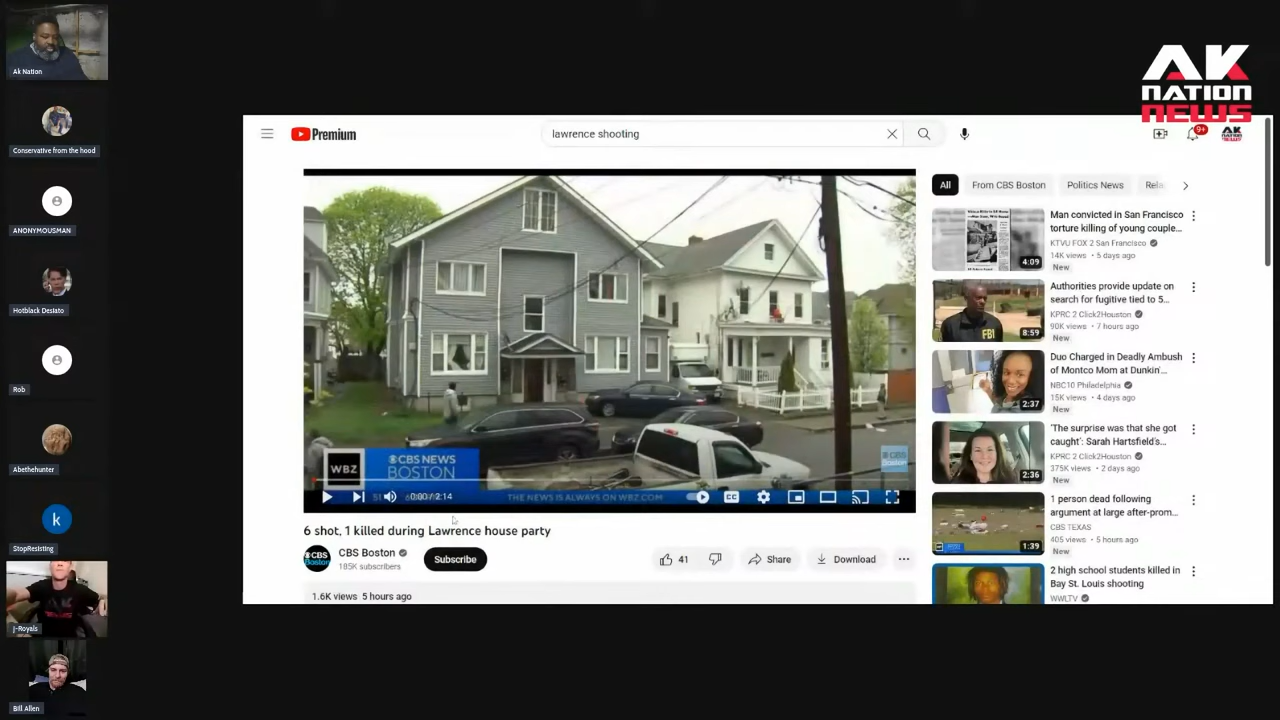 Ak Nation
Conservative from the hood
ANONYMOUSMAN
Hotblack Desiato
Rob
Abethehunter
k
StopResisting
j-Royals
Bill Allen
AK
NATION
NEWS
Premium
lawrence shooting
9+
WBZ
CBS NEWS
BOSTON
CBS
Boston
0:00 / 2:14
THE NEWS IS ALWAYS ON WBZ.COM
CC
6 shot, 1 killed during Lawrence house party
CBS
Boston
CBS Boston
185K subscribers
Subscribe
41
Share
Download
1.6K views 5 hours ago
All
From CBS Boston
Politics News
Rela
4:09
Man convicted in San Francisco
torture killing of young couple...
KTVU FOX 2 San Francisco
14K views • 5 days ago
New
FBI
8:59
Authorities provide update on
search for fugitive tied to 5...
KPRC 2 Click2Houston
90K views • 7 hours ago
New
2:37
Duo Charged in Deadly Ambush
of Montco Mom at Dunkin'...
NBC10 Philadelphia
15K views • 4 days ago
New
2:36
'The surprise was that she got
caught': Sarah Hartsfield's...
KPRC 2 Click2Houston
375K views • 2 days ago
New
1:39
1 person dead following
argument at large after-prom...
CBS TEXAS
405 views • 5 hours ago
New
2 high school students killed in
Bay St. Louis shooting
WWLTV